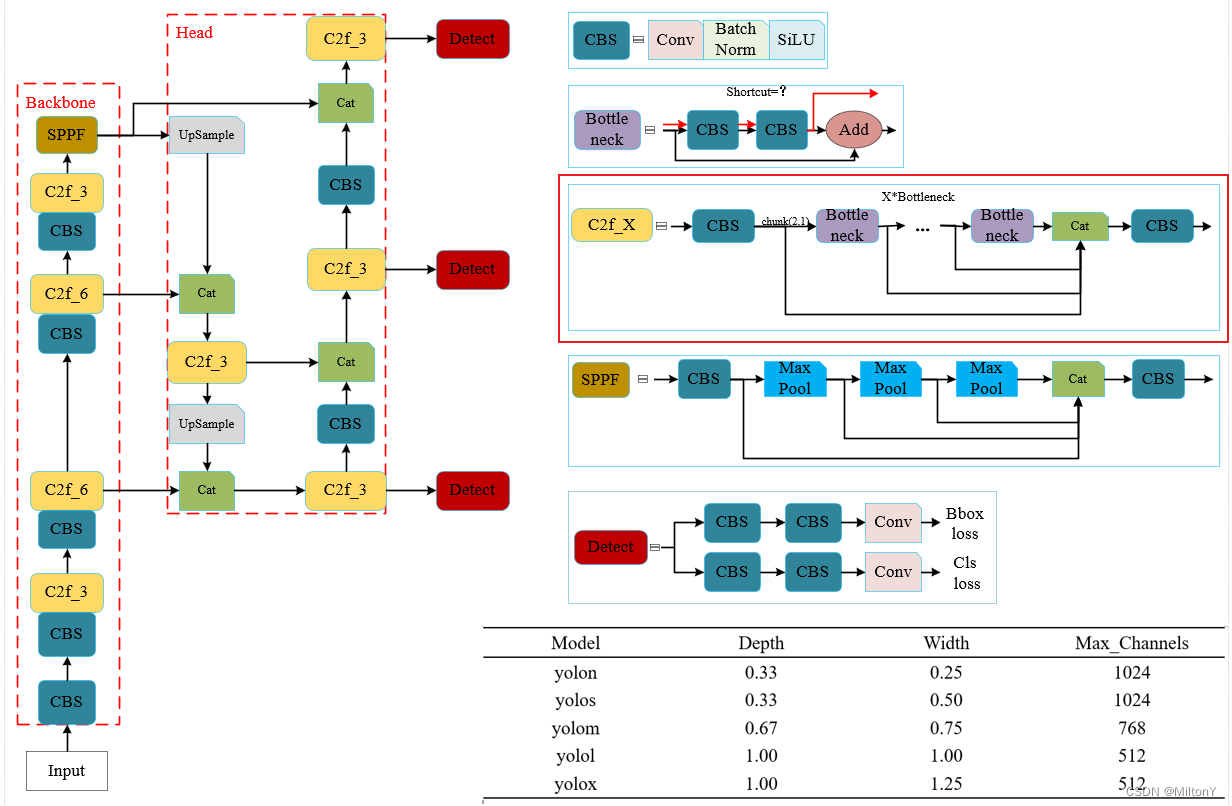 Backbone
SPPF
C2f_3
CBS
C2f_6
CBS
C2f_6
CBS
C2f_3
CBS
CBS
Input
Head
UpSample
Cat
C2f_3
UpSample
Cat
C2f_3
Cat
CBS
C2f_3
Cat
CBS
C2f_3
Detect
Detect
Detect
CBS
Conv
Batch
Norm
SiLU
Shortcut=?
Bottle
neck
CBS
CBS
Add
X*Bottleneck
C2f_X
CBS
chunk(2,1)
Bottle
neck
...
Bottle
neck
Cat
CBS
SPPF
CBS
Max
Pool
Max
Pool
Max
Pool
Cat
CBS
Detect
CBS
CBS
Conv
Bbox
loss
CBS
CBS
Conv
Cls
loss
Model Depth Width Max_Channels
yolon 0.33 0.25 1024
yolos 0.33 0.50 1024
yolom 0.67 0.75 768
yolol 1.00 1.00 512
yolox 1.00 1.25 512
CSDN @MiltonY